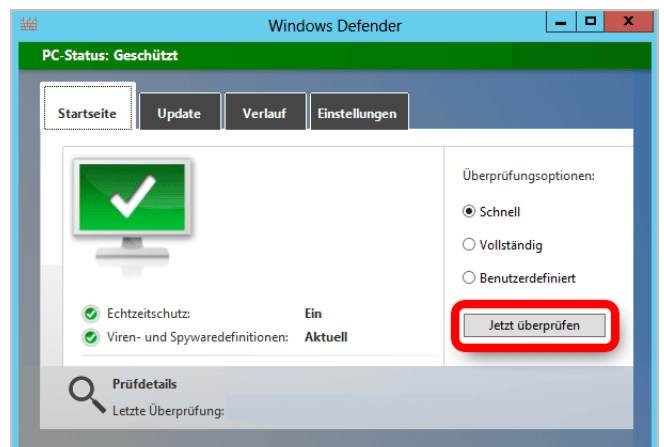 Windows Defender
PC-Status: Geschützt
Startseite Update Verlauf Einstellungen
Überprüfungsoptionen:
Schnell
Vollständig
Benutzerdefiniert
Jetzt überprüfen
Echtzeitschutz: Ein
Viren- und Spywaredefinitionen: Aktuell
Prüfdetails
Letzte Überprüfung: